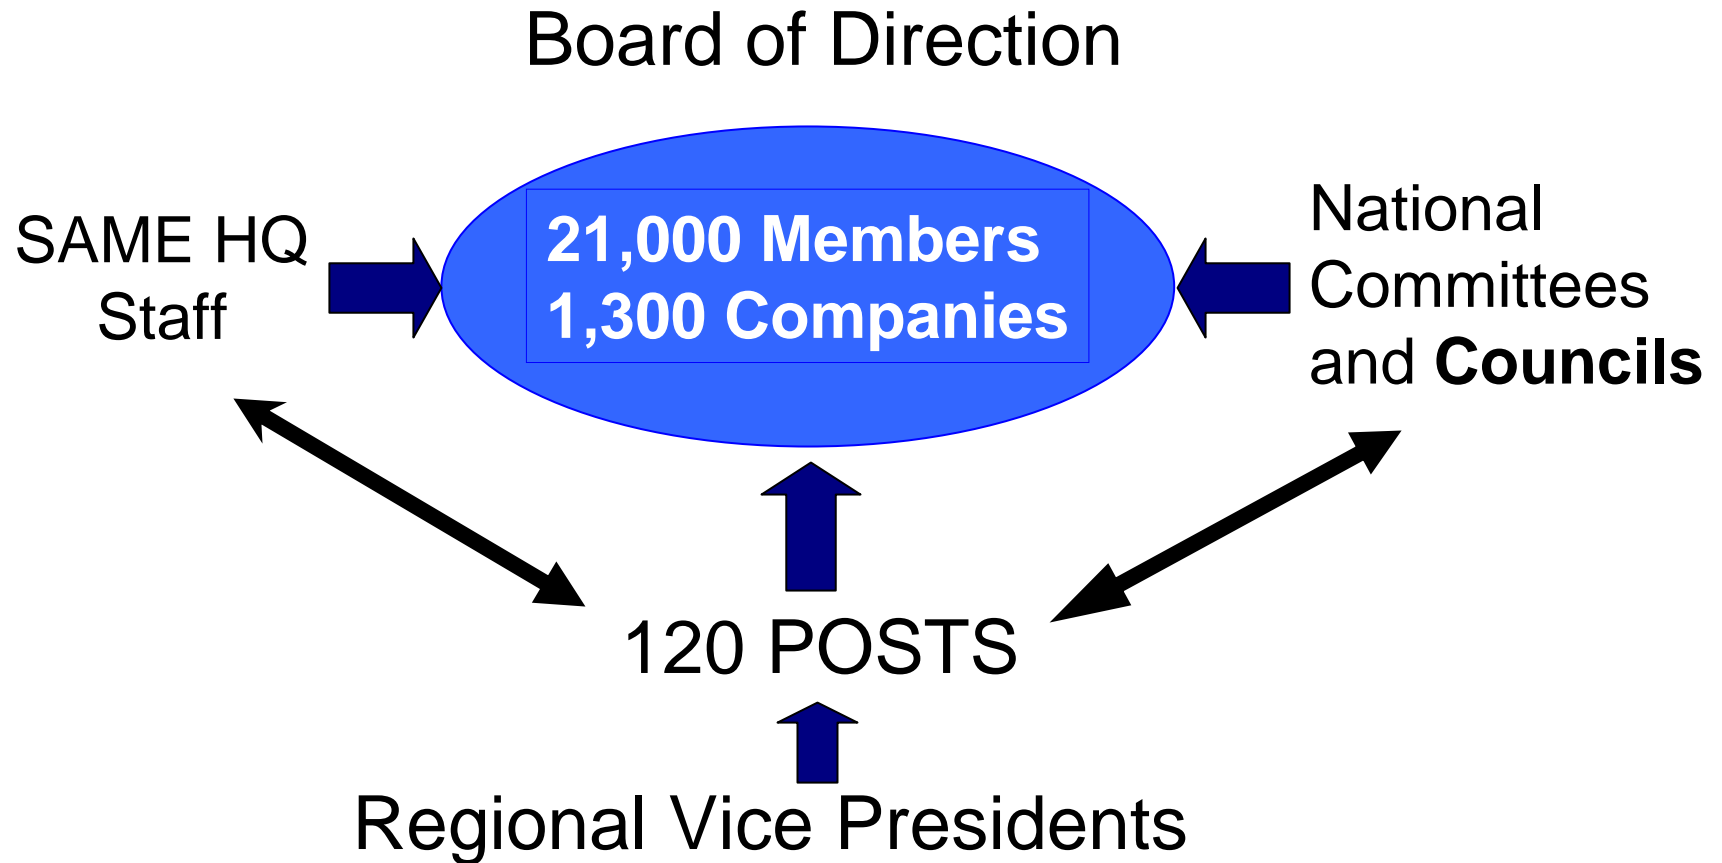 Board of Direction
SAME HQ
Staff
21,000 Members
1,300 Companies
National
Committees
and Councils
120 POSTS
Regional Vice Presidents